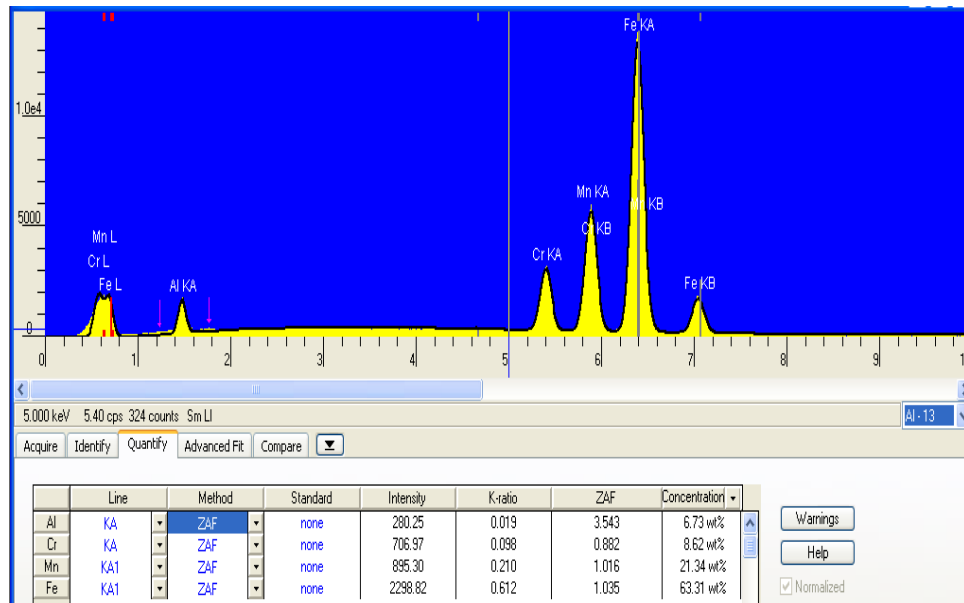 Fe KA
1.0e4
Mn KA
KB
5000
Cr KB
Mn L
Cr KA
Cr L
Fe L
Al KA
Fe KB
0
0 1 2 3 4 5 6 7 8 9
5.000 keV 5.40 cps 324 counts Sm Ll
Al - 13
Acquire Identify Quantify Advanced Fit Compare
Line Method Standard Intensity K-ratio ZAF Concentration
Al KA ZAF none 280.25 0.019 3.543 6.73 wt%
Cr KA ZAF none 706.97 0.098 0.882 8.62 wt%
Mn KA1 ZAF none 895.30 0.210 1.016 21.34 wt%
Fe KA1 ZAF none 2298.82 0.612 1.035 63.31 wt%
Warnings
Help
Normalized